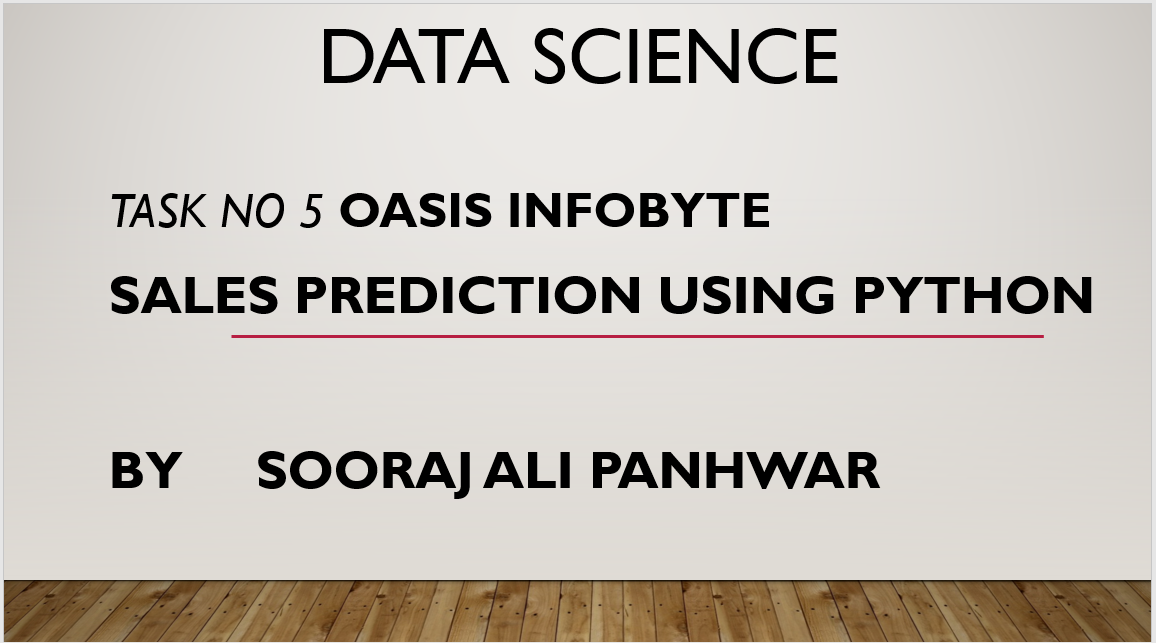 DATA SCIENCE
TASK NO 5 OASIS INFOBYTE
SALES PREDICTION USING PYTHON
BY SOORAJ ALI PANHWAR